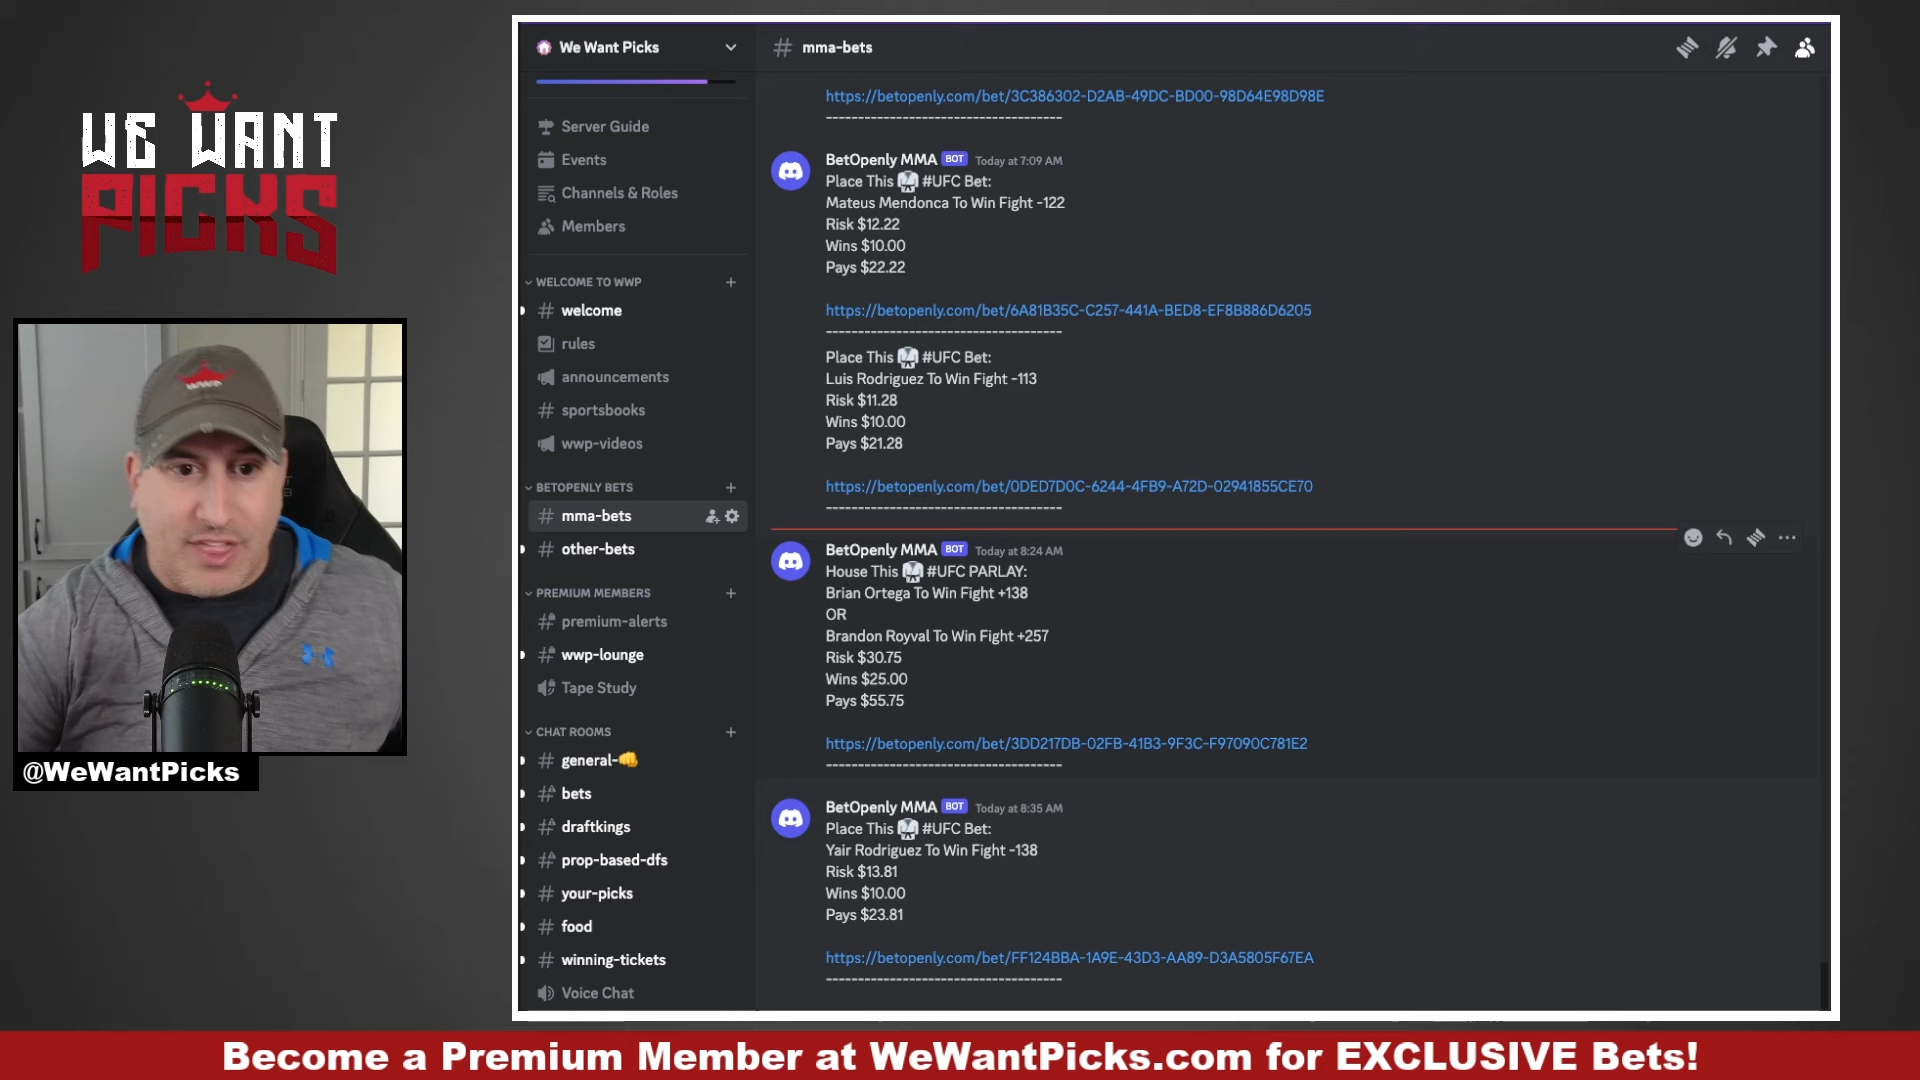 WE WANT
PICKS
@WeWantPicks
We Want Picks
Server Guide
Events
Channels & Roles
Members
WELCOME TO WWP
welcome
rules
announcements
sportsbooks
wwp-videos
BETOPENLY BETS
mma-bets
other-bets
PREMIUM MEMBERS
premium-alerts
wwp-lounge
Tape Study
CHAT ROOMS
general-👊
bets
draftkings
prop-based-dfs
your-picks
food
winning-tickets
Voice Chat
mma-bets
https://betopenly.com/bet/3C386302-D2AB-49DC-BD00-98D64E98D98E
-------------------------------------
BetOpenly MMA BOT Today at 7:09 AM
Place This 🥋 #UFC Bet:
Mateus Mendonca To Win Fight -122
Risk $12.22
Wins $10.00
Pays $22.22
https://betopenly.com/bet/6A81B35C-C257-441A-BED8-EF8B886D6205
-------------------------------------
Place This 🥋 #UFC Bet:
Luis Rodriguez To Win Fight -113
Risk $11.28
Wins $10.00
Pays $21.28
https://betopenly.com/bet/0DED7D0C-6244-4FB9-A72D-02941855CE70
-------------------------------------
BetOpenly MMA BOT Today at 8:24 AM
House This 🥋 #UFC PARLAY:
Brian Ortega To Win Fight +138
OR
Brandon Royval To Win Fight +257
Risk $30.75
Wins $25.00
Pays $55.75
https://betopenly.com/bet/3DD217DB-02FB-41B3-9F3C-F97090C781E2
-------------------------------------
BetOpenly MMA BOT Today at 8:35 AM
Place This 🥋 #UFC Bet:
Yair Rodriguez To Win Fight -138
Risk $13.81
Wins $10.00
Pays $23.81
https://betopenly.com/bet/FF124BBA-1A9E-43D3-AA89-D3A5805F67EA
-------------------------------------
Become a Premium Member at WeWantPicks.com for EXCLUSIVE Bets!